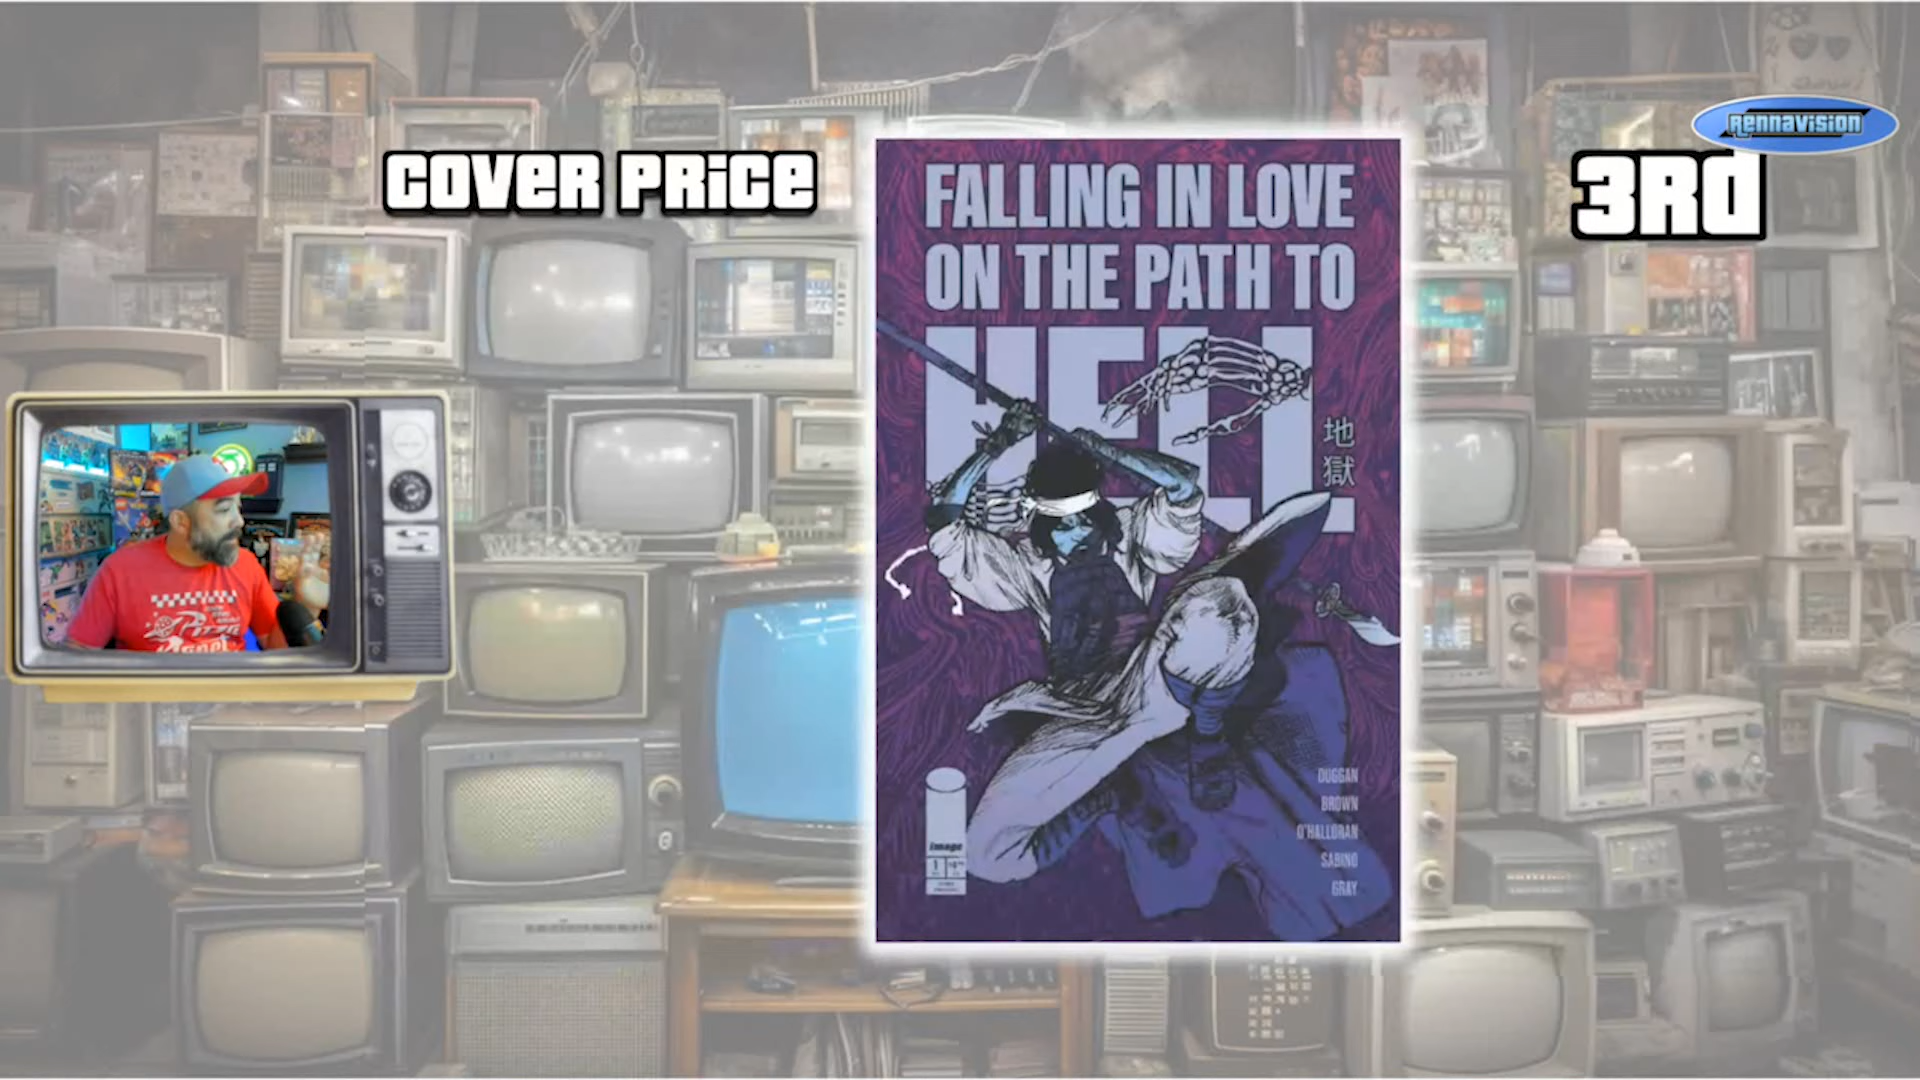 COVER PRICE
3RD
RENNAVISION
FALLING IN LOVE
ON THE PATH TO
HELL
地
獄
DUGGAN
BROWN
O'HALLORAN
SABINO
GRAY
image
1